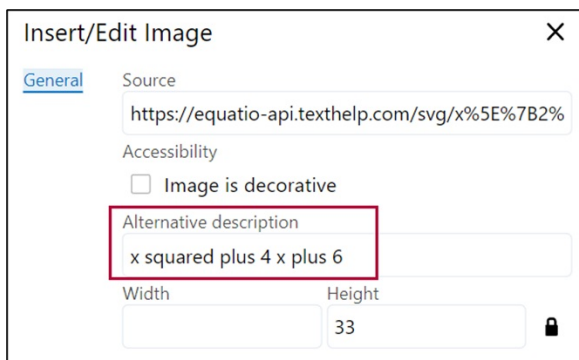 Insert/Edit Image
General
Source
https://equatio-api.texthelp.com/svg/x%5E%7B2%
Accessibility
Image is decorative
Alternative description
x squared plus 4 x plus 6
Width Height
33